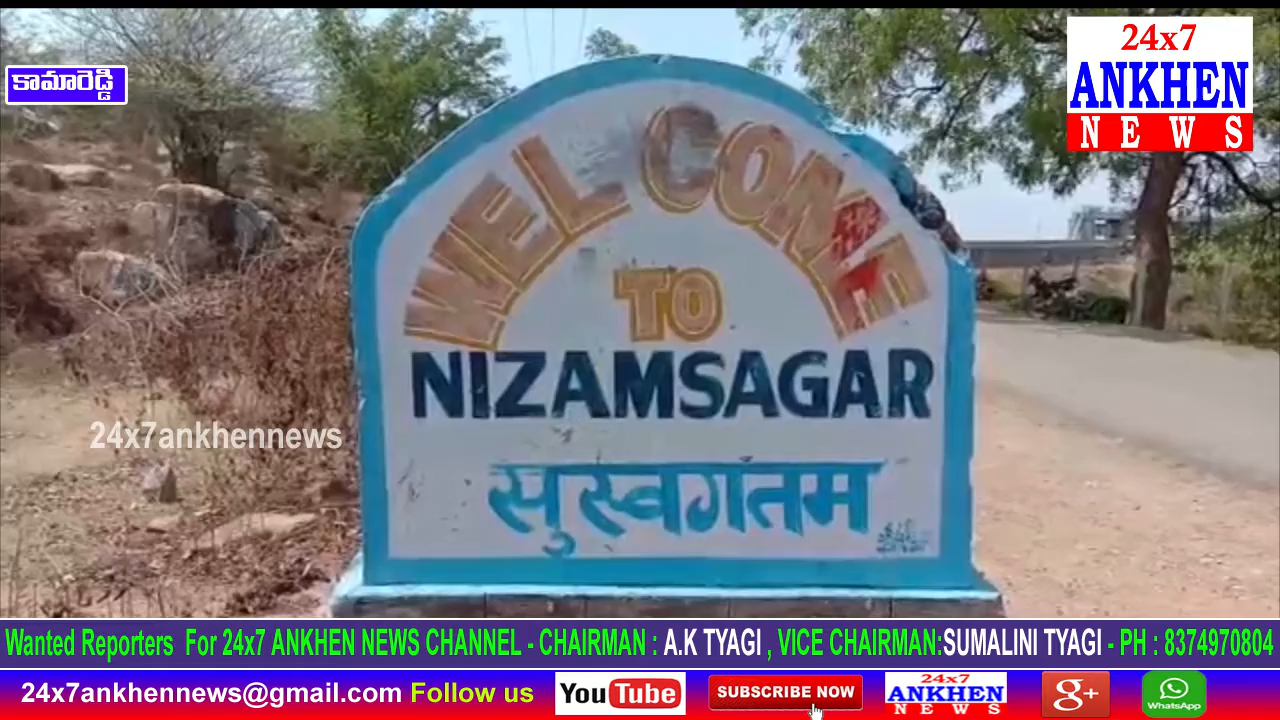 కామారెడ్డి
24x7
ANKHEN
NEWS
WELCOME
TO
NIZAMSAGAR
सुस्वगतम
24x7ankhennews
Wanted Reporters For 24x7 ANKHEN NEWS CHANNEL - CHAIRMAN : A.K TYAGI , VICE CHAIRMAN:SUMALINI TYAGI - PH : 8374970804
24x7ankhennews@gmail.com Follow us YouTube SUBSCRIBE NOW 24x7 ANKHEN NEWS g+ WhatsApp